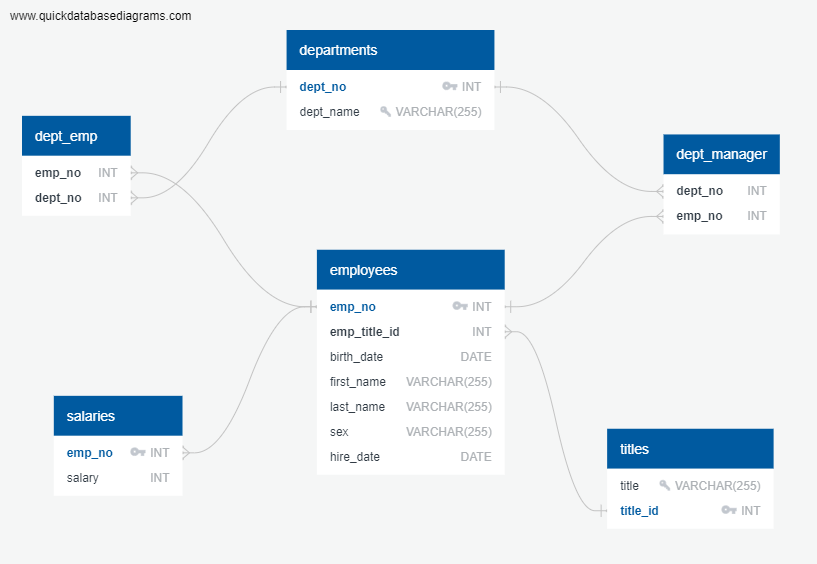 www.quickdatabasediagrams.com
departments
dept_no INT
dept_name VARCHAR(255)
dept_emp
emp_no INT
dept_no INT
dept_manager
dept_no INT
emp_no INT
employees
emp_no INT
emp_title_id INT
birth_date DATE
first_name VARCHAR(255)
last_name VARCHAR(255)
sex VARCHAR(255)
hire_date DATE
salaries
emp_no INT
salary INT
titles
title VARCHAR(255)
title_id INT